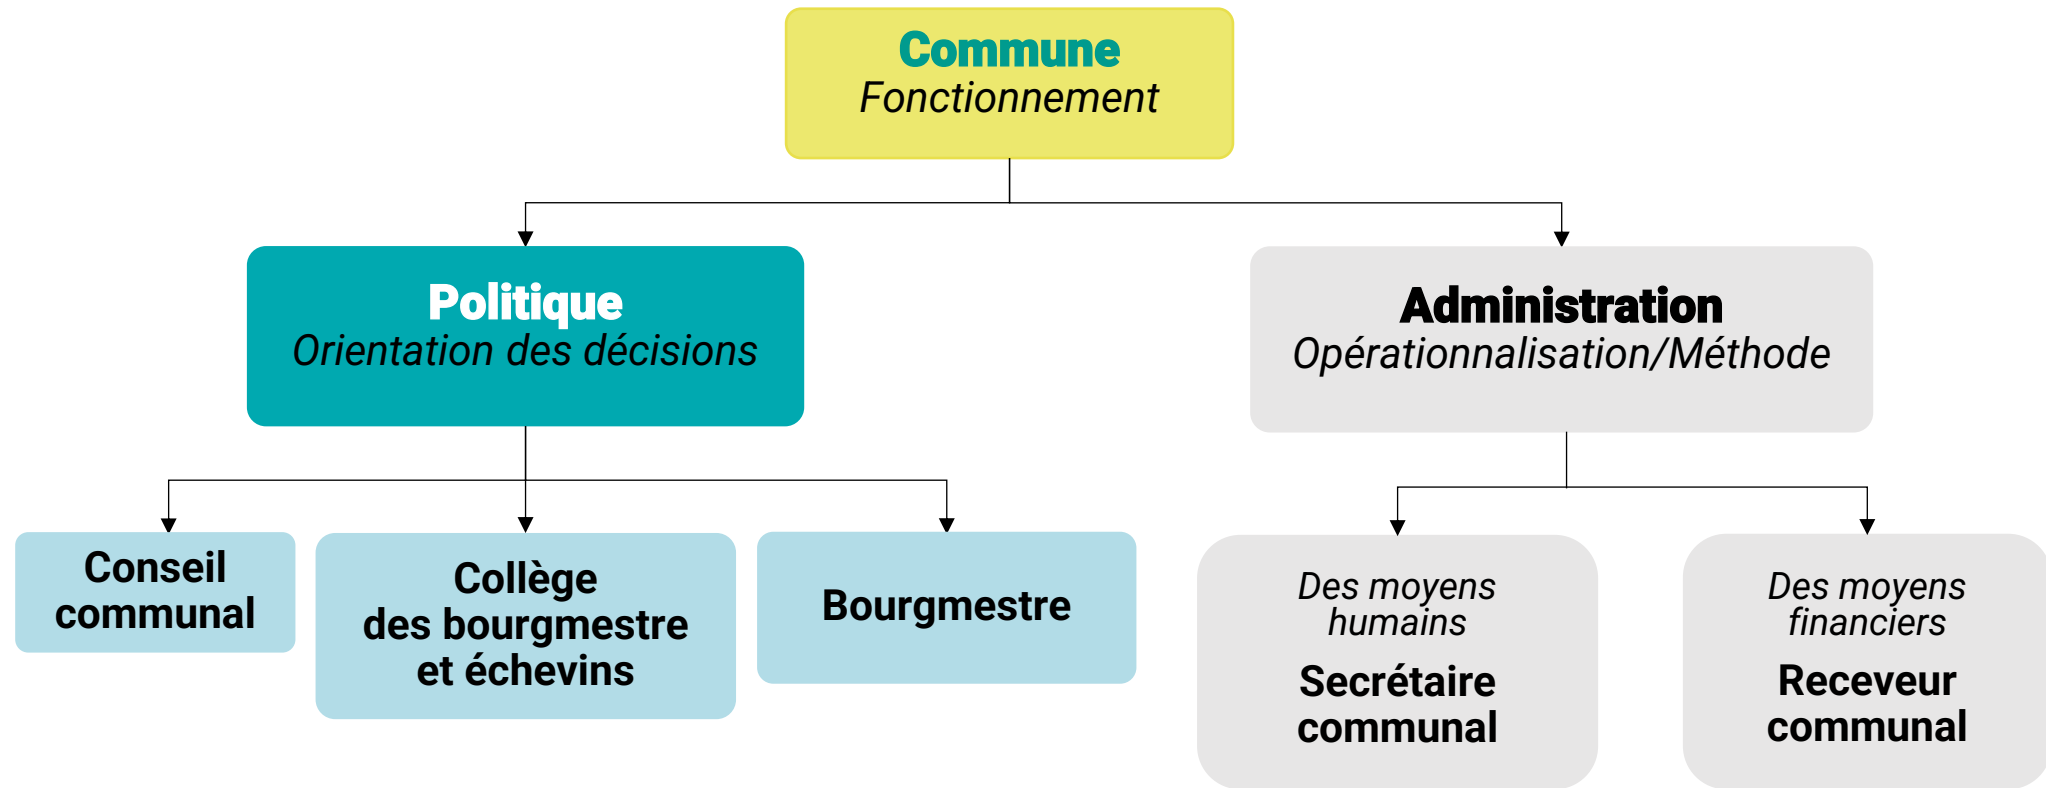 Commune
Fonctionnement
Politique
Orientation des décisions
Administration
Opérationnalisation/Méthode
Conseil
communal
Collège
des bourgmestre
et échevins
Bourgmestre
Des moyens
humains
Secrétaire
communal
Des moyens
financiers
Receveur
communal